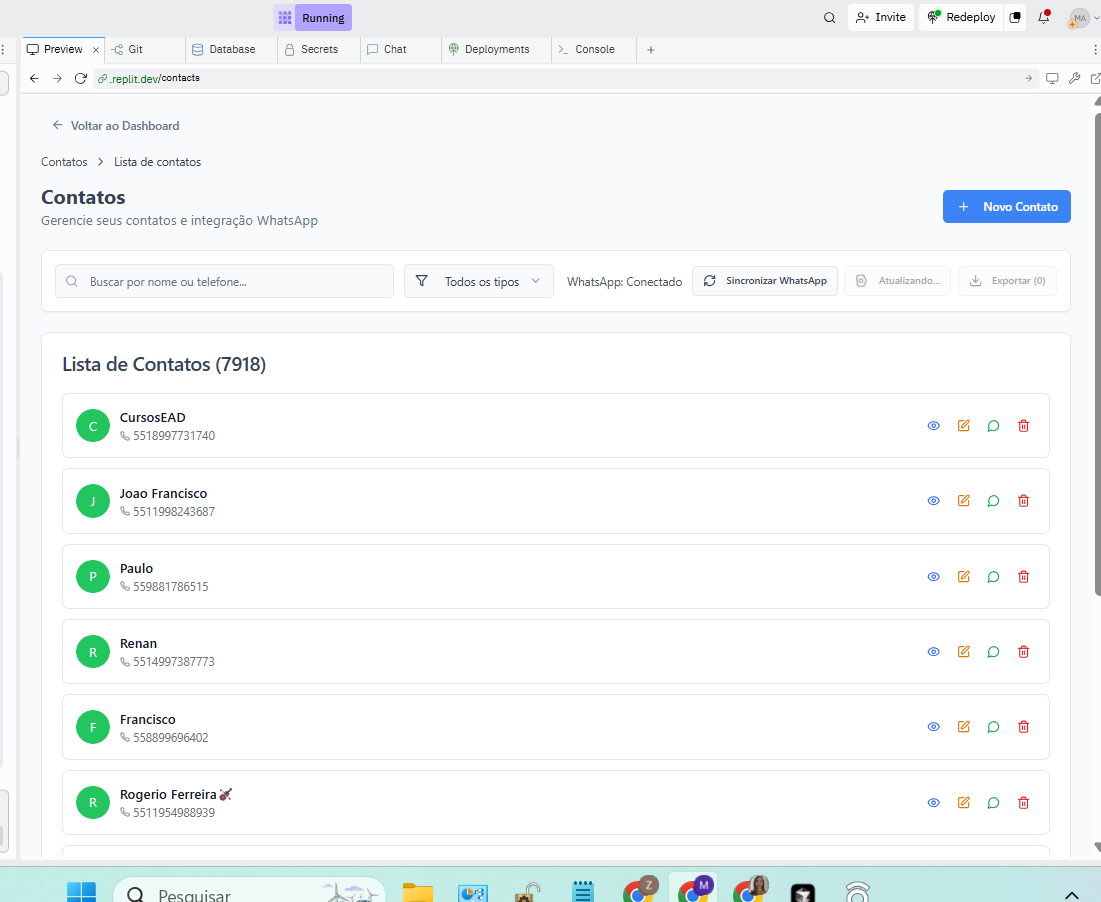 Running
Invite
Redeploy
MA
Preview
Git
Database
Secrets
Chat
Deployments
Console
.replit.dev/contacts
Voltar ao Dashboard
Contatos > Lista de contatos
Contatos
Gerencie seus contatos e integração WhatsApp
+ Novo Contato
Buscar por nome ou telefone...
Todos os tipos
WhatsApp: Conectado
Sincronizar WhatsApp
Atualizando...
Exportar (0)
Lista de Contatos (7918)
C
CursosEAD
5518997731740
J
Joao Francisco
5511998243687
P
Paulo
559881786515
R
Renan
5514997387773
F
Francisco
558899696402
R
Rogerio Ferreira🎻
5511954988939
Pesquisar
Z
M